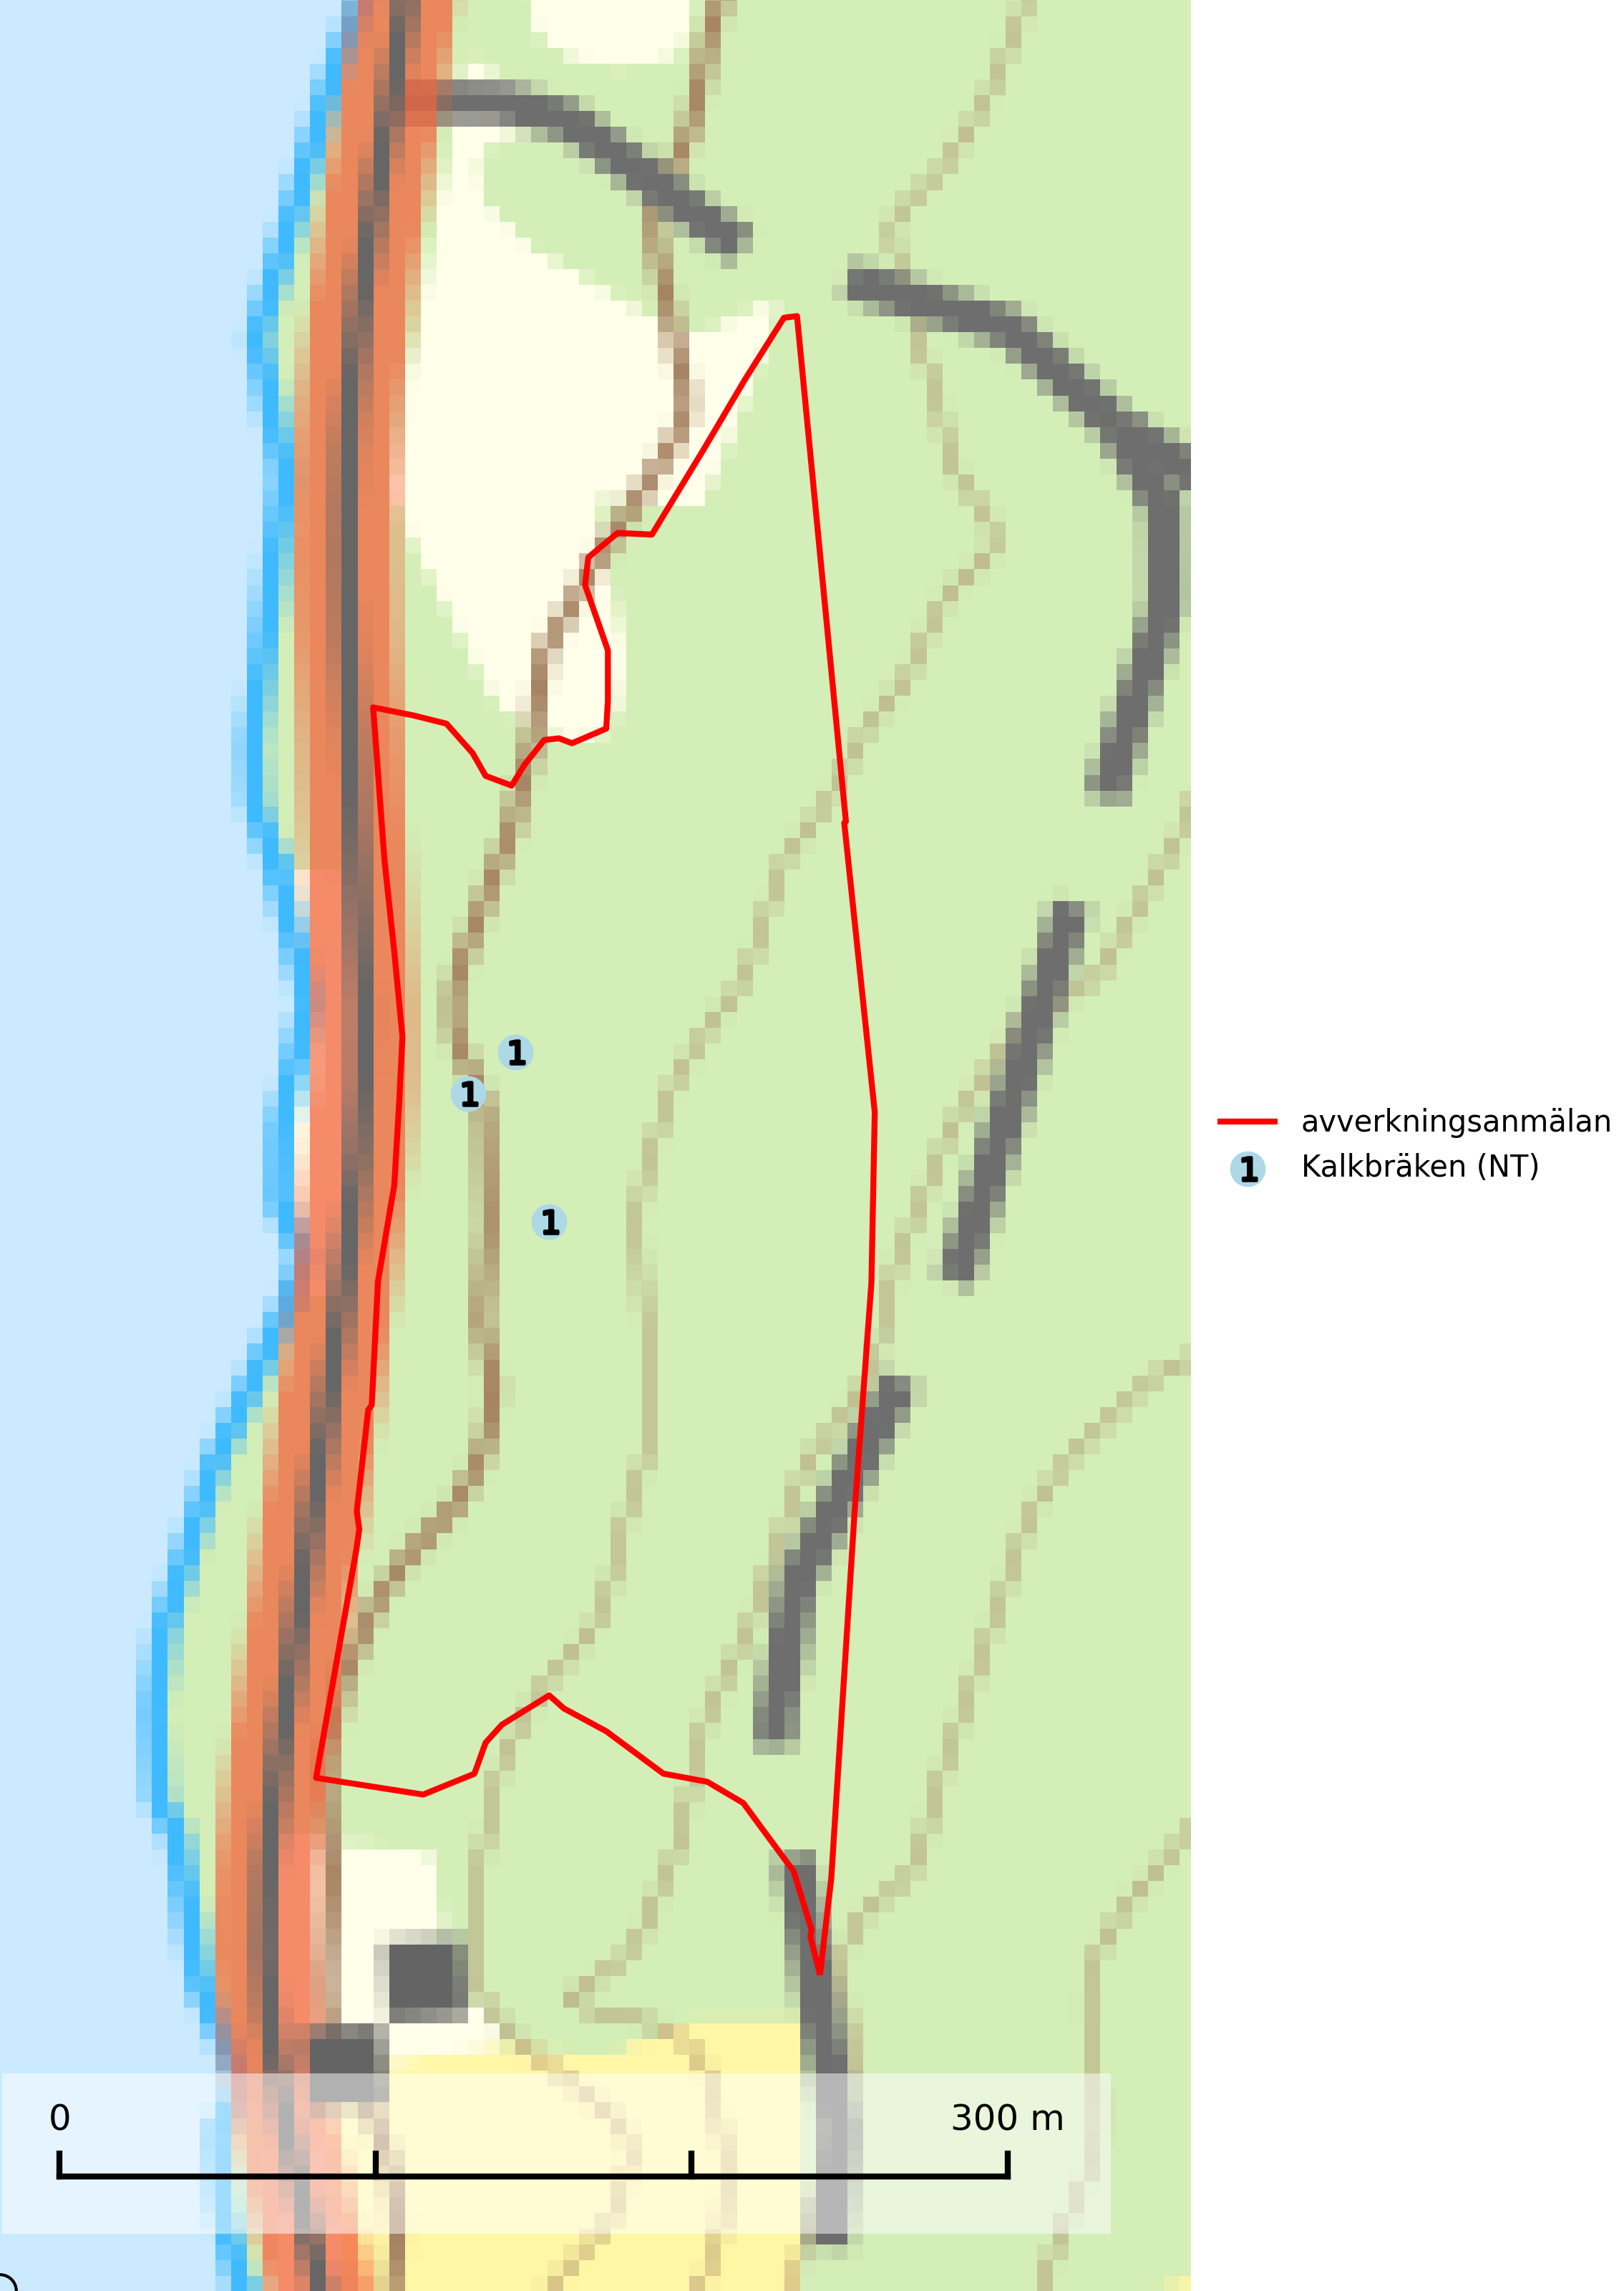 1
1
avverkningsanmälan
1 Kalkbräken (NT)
1
0 300 m